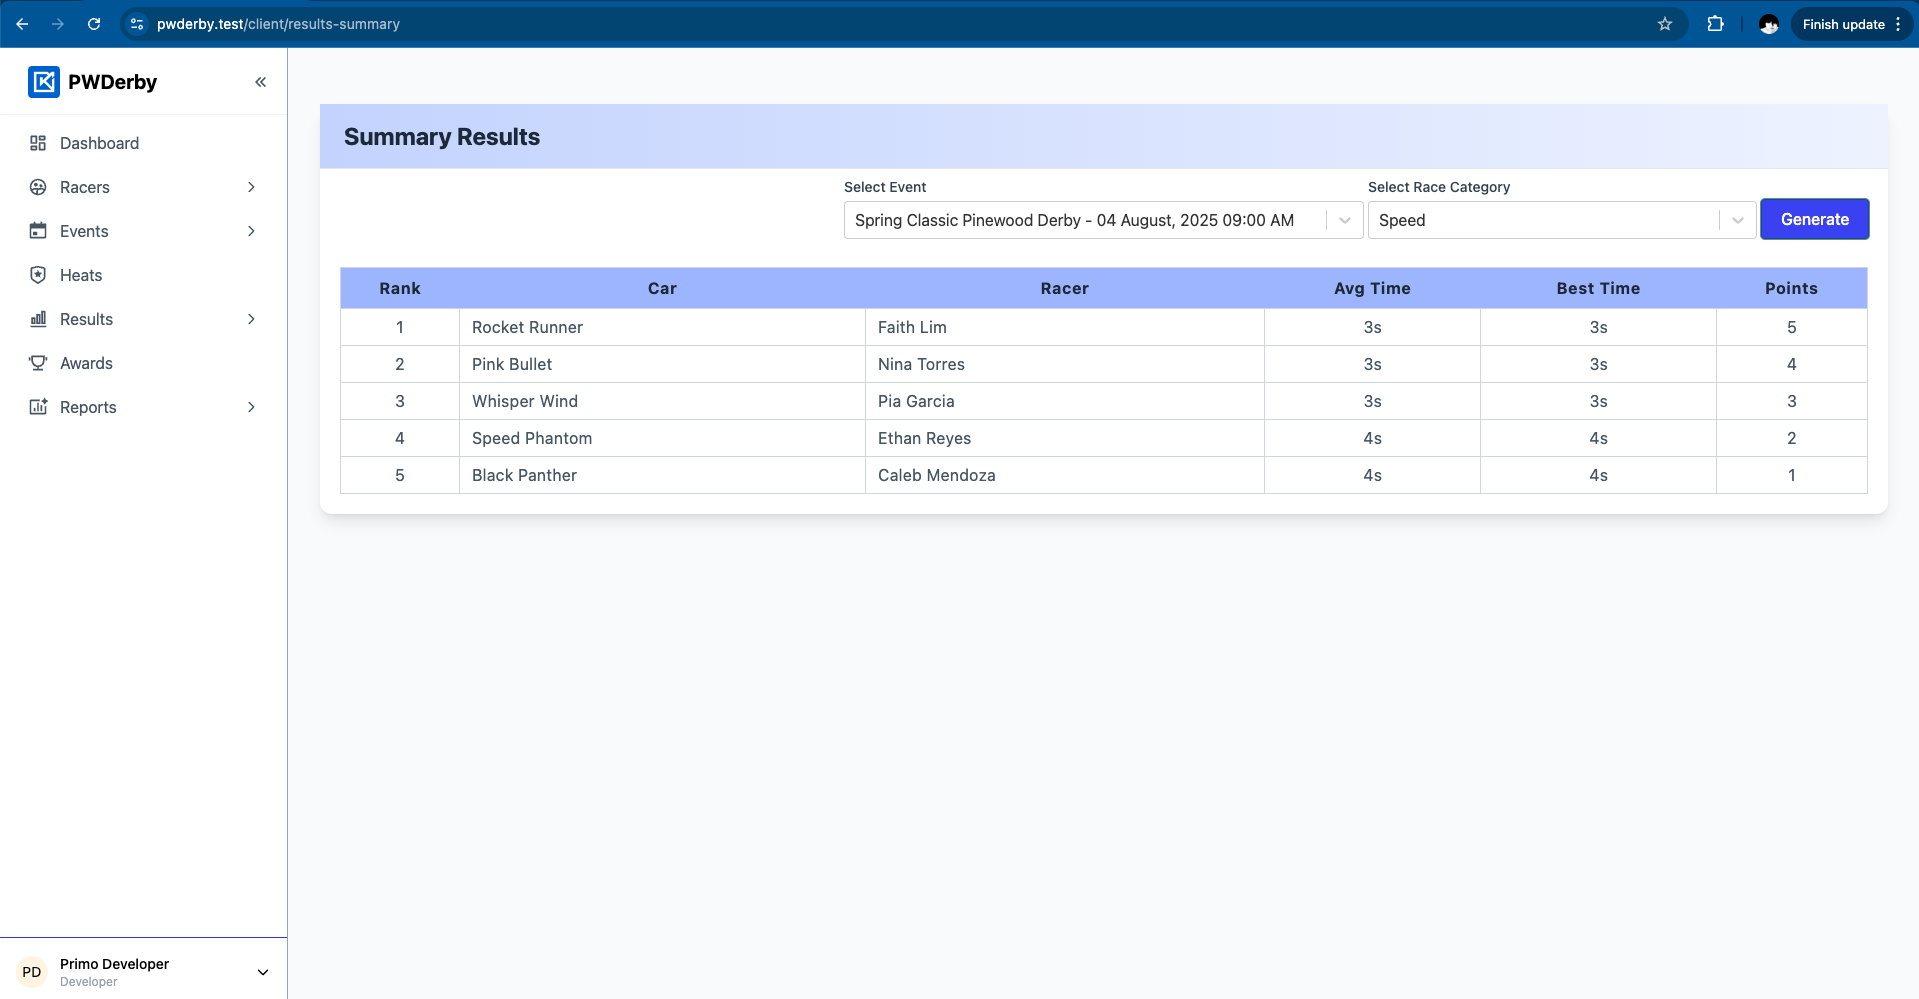 pwderby.test/client/results-summary
Finish update
PWDerby
Dashboard
Racers
Events
Heats
Results
Awards
Reports
Summary Results
Select Event
Select Race Category
Spring Classic Pinewood Derby - 04 August, 2025 09:00 AM
Speed
Generate
Rank Car Racer Avg Time Best Time Points
1 Rocket Runner Faith Lim 3s 3s 5
2 Pink Bullet Nina Torres 3s 3s 4
3 Whisper Wind Pia Garcia 3s 3s 3
4 Speed Phantom Ethan Reyes 4s 4s 2
5 Black Panther Caleb Mendoza 4s 4s 1
PD
Primo Developer
Developer